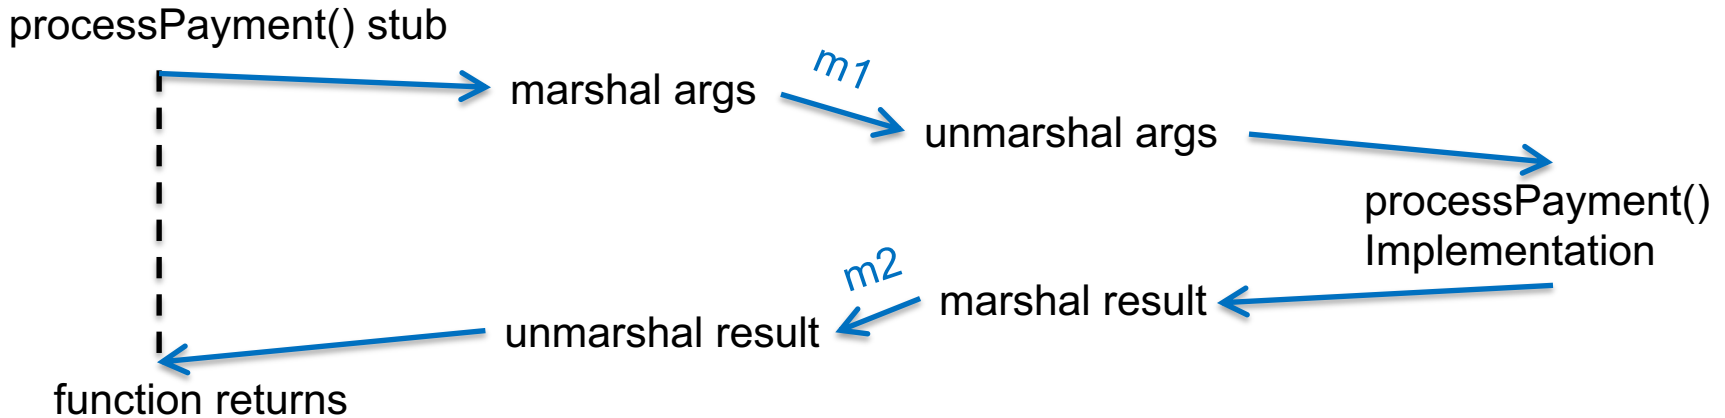 processPayment() stub
marshal args
m1
unmarshal args
processPayment()
Implementation
m2
marshal result
unmarshal result
function returns